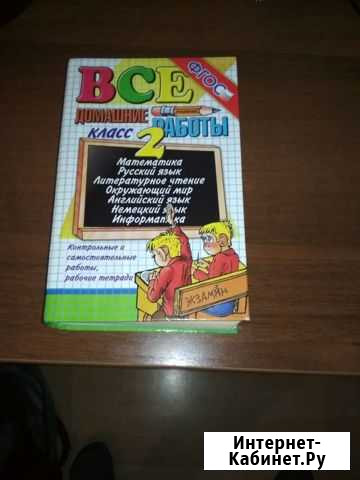 ВСЕ
ФГОС
ДОМАШНИЕ
РАБОТЫ
КЛАСС 2
Математика
Русский язык
Литературное чтение
Окружающий мир
Английский язык
Немецкий язык
Информатика
Контрольные и
самостоятельные
работы,
рабочие тетради
ЭКЗАМЯН
Интернет-
Кабинет.Ру